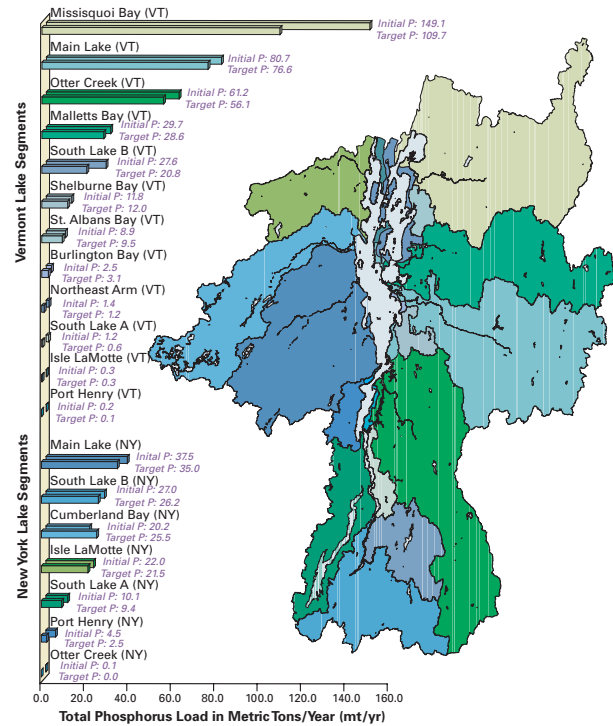 Missisquoi Bay (VT)
Initial P: 149.1
Target P: 109.7
Main Lake (VT)
Initial P: 80.7
Target P: 76.6
Otter Creek (VT)
Initial P: 61.2
Target P: 56.1
Malletts Bay (VT)
Initial P: 29.7
Target P: 28.6
South Lake B (VT)
Initial P: 27.6
Target P: 20.8
Shelburne Bay (VT)
Initial P: 11.8
Target P: 12.0
St. Albans Bay (VT)
Initial P: 8.9
Target P: 9.5
Burlington Bay (VT)
Inital P: 2.5
Target P: 3.1
Northeast Arm (VT)
Initial P: 1.4
Target P: 1.2
South Lake A (VT)
Initial P: 1.2
Target P: 0.6
Isle LaMotte (VT)
Initial P: 0.3
Target P: 0.3
Port Henry (VT)
Initial P: 0.2
Target P: 0.1
Main Lake (NY)
Inital P: 37.5
Target P: 35.0
South Lake B (NY)
Initial P: 27.0
Target P: 26.2
Cumberland Bay (NY)
Initial P: 20.2
Target P: 25.5
Isle LaMotte (NY)
Initial P: 22.0
Target P: 21.5
South Lake A (NY)
Initial P: 10.1
Target P: 9.4
Port Henry (NY)
Initial P: 4.5
Target P: 2.5
Otter Creek (NY)
Initial P: 0.1
Target P: 0.0
Vermont Lake Segments
New York Lake Segments
0.0 20.0 40.0 60.0 80.0 100.0 120.0 140.0 160.0
Total Phosphorus Load in Metric Tons/Year (mt/yr)